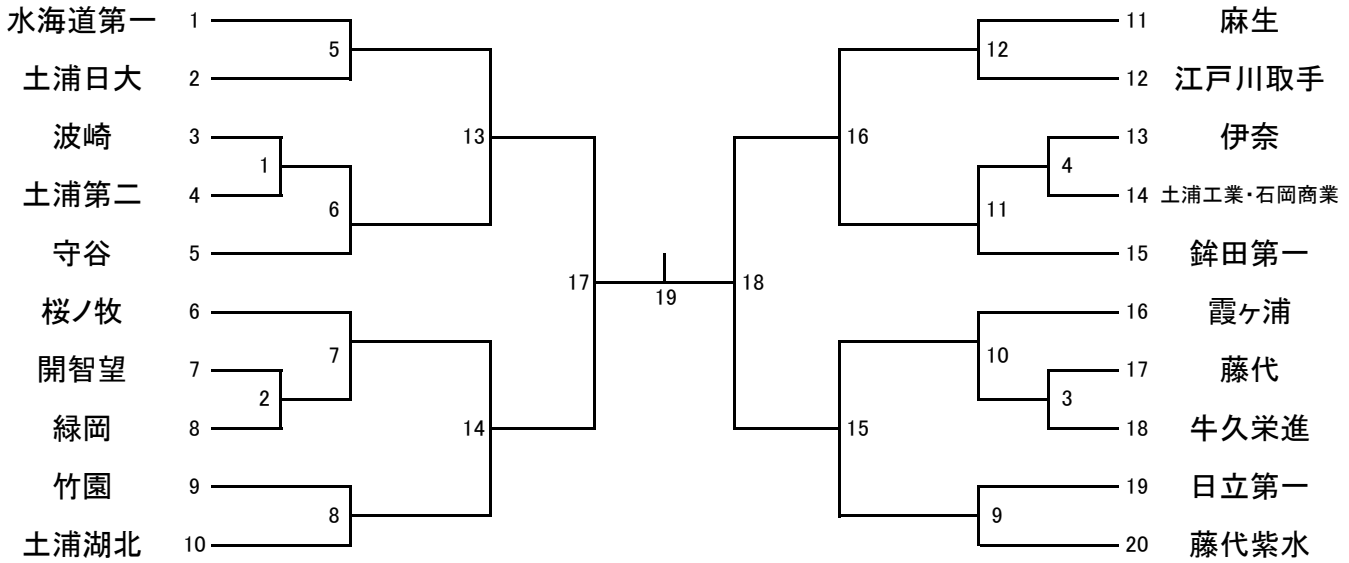 水海道第一 1
5
土浦日大 2
波崎 3
1
13
土浦第二 4
6
守谷 5
17
桜ノ牧 6
7
開智望 7
2
緑岡 8
14
竹園 9
8
土浦湖北 10
19
11 麻生
12
12 江戸川取手
16
13 伊奈
4
14 土浦工業・石岡商業
11
15 鉾田第一
18
16 霞ヶ浦
10
17 藤代
3
18 牛久栄進
15
19 日立第一
9
20 藤代紫水